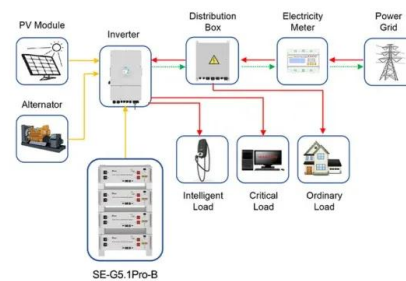 PV Module
Inverter
Distribution
Box
Electricity
Meter
Power
Grid
Alternator
Intelligent
Load
Critical
Load
Ordinary
Load
SE-G5.1Pro-B